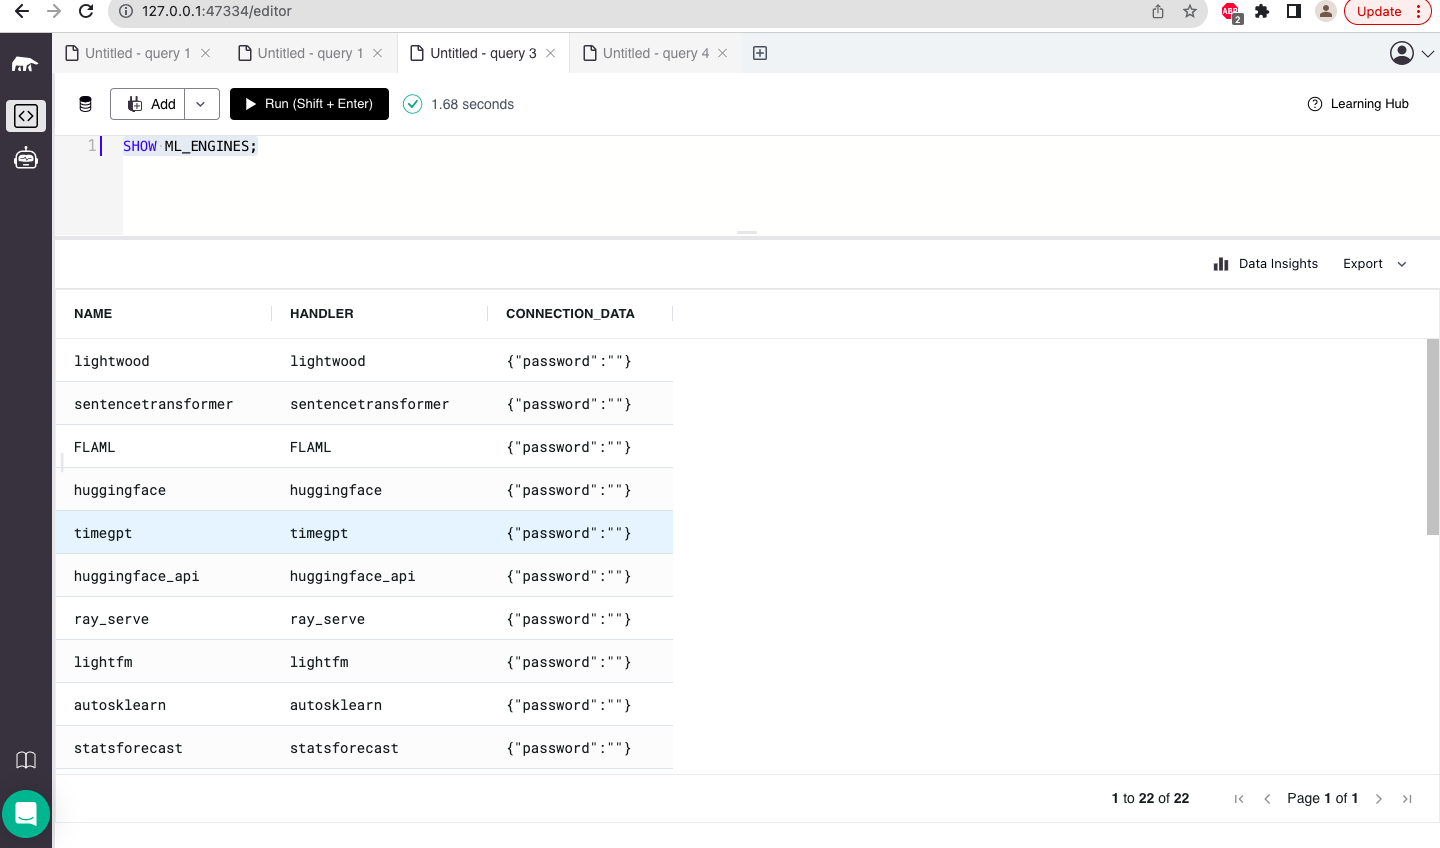 127.0.0.1:47334/editor
ABP
2
Update
Untitled - query 1
Untitled - query 1
Untitled - query 3
Untitled - query 4
Add
Run (Shift + Enter)
1.68 seconds
Learning Hub
1
SHOW ML_ENGINES;
Data Insights
Export
NAME HANDLER CONNECTION_DATA
lightwood lightwood {"password":""}
sentencetransformer sentencetransformer {"password":""}
FLAML FLAML {"password":""}
huggingface huggingface {"password":""}
timegpt timegpt {"password":""}
huggingface_api huggingface_api {"password":""}
ray_serve ray_serve {"password":""}
lightfm lightfm {"password":""}
autosklearn autosklearn {"password":""}
statsforecast statsforecast {"password":""}
1 to 22 of 22
Page 1 of 1